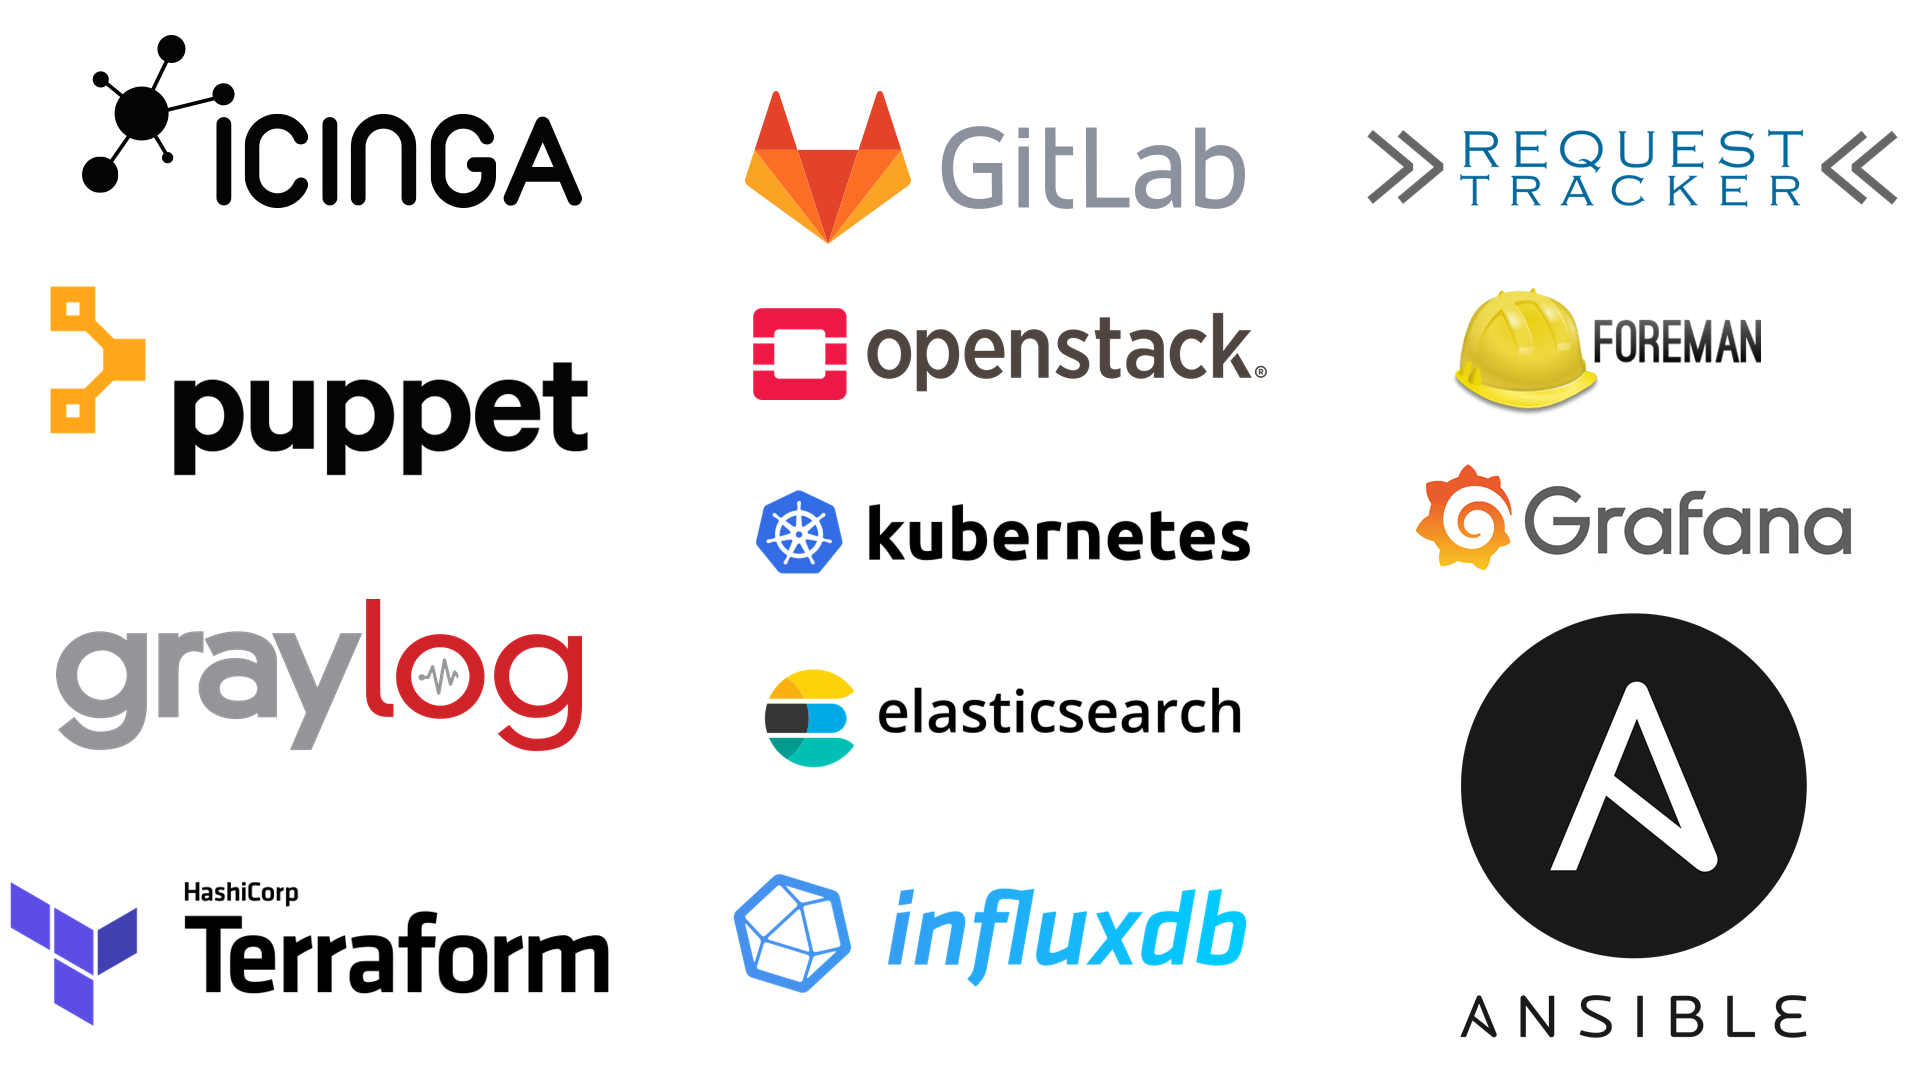 ICINGA
GitLab
REQUEST
TRACKER
puppet
openstack®
FOREMAN
kubernetes
Grafana
graylog
elasticsearch
HashiCorp
Terraform
influxdb
ANSIBLE